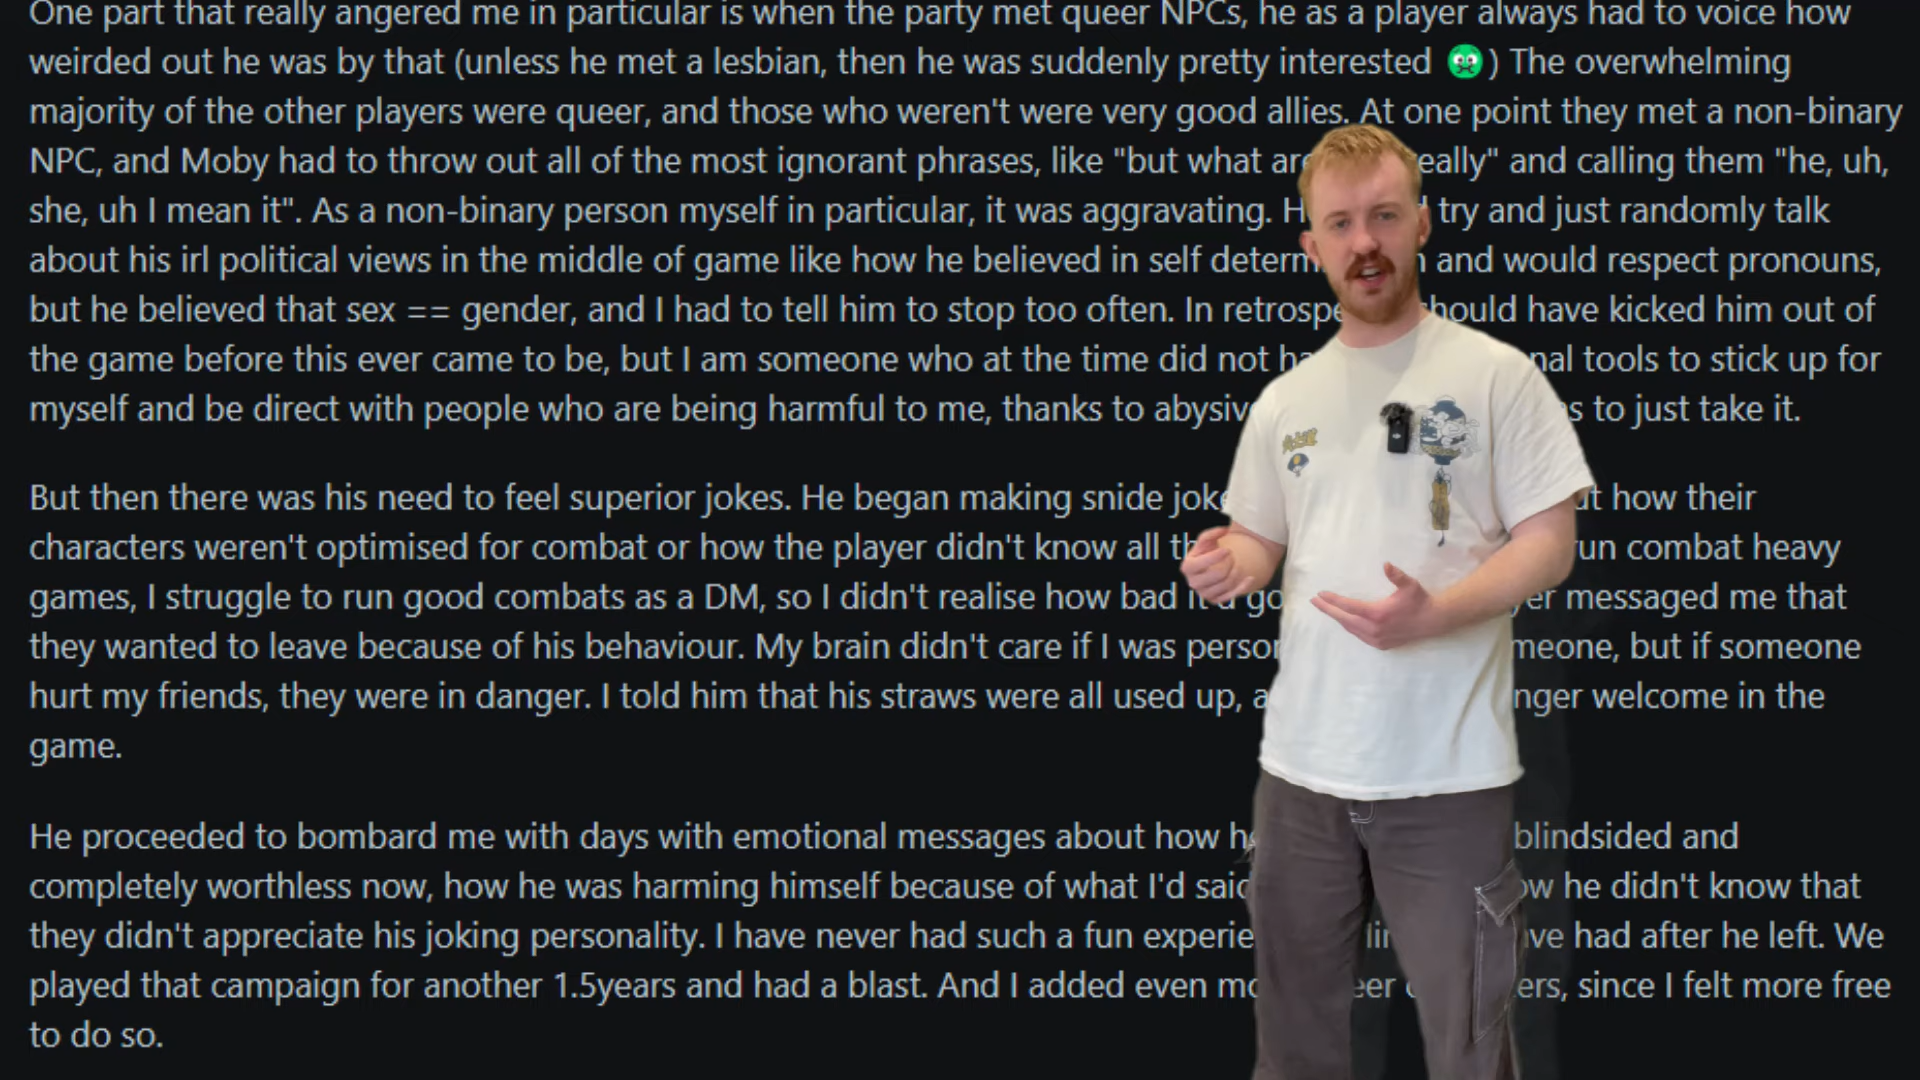 One part that really angered me in particular is when the party met queer NPCs, he as a player always had to voice how
weirded out he was by that (unless he met a lesbian, then he was suddenly pretty interested 🤢) The overwhelming
majority of the other players were queer, and those who weren't were very good allies. At one point they met a non-binary
NPC, and Moby had to throw out all of the most ignorant phrases, like "but what are eally" and calling them "he, uh,
she, uh I mean it". As a non-binary person myself in particular, it was aggravating. H try and just randomly talk
about his irl political views in the middle of game like how he believed in self determ n and would respect pronouns,
but he believed that sex == gender, and I had to tell him to stop too often. In retrospe hould have kicked him out of
the game before this ever came to be, but I am someone who at the time did not ha nal tools to stick up for
myself and be direct with people who are being harmful to me, thanks to abysiv s to just take it.
But then there was his need to feel superior jokes. He began making snide joke t how their
characters weren't optimised for combat or how the player didn't know all th run combat heavy
games, I struggle to run good combats as a DM, so I didn't realise how bad it'd go yer messaged me that
they wanted to leave because of his behaviour. My brain didn't care if I was person meone, but if someone
hurt my friends, they were in danger. I told him that his straws were all used up, a nger welcome in the
game.
He proceeded to bombard me with days with emotional messages about how he blindsided and
completely worthless now, how he was harming himself because of what I'd said ow he didn't know that
they didn't appreciate his joking personality. I have never had such a fun experie lin ve had after he left. We
played that campaign for another 1.5years and had a blast. And I added even mo eer c ers, since I felt more free
to do so.